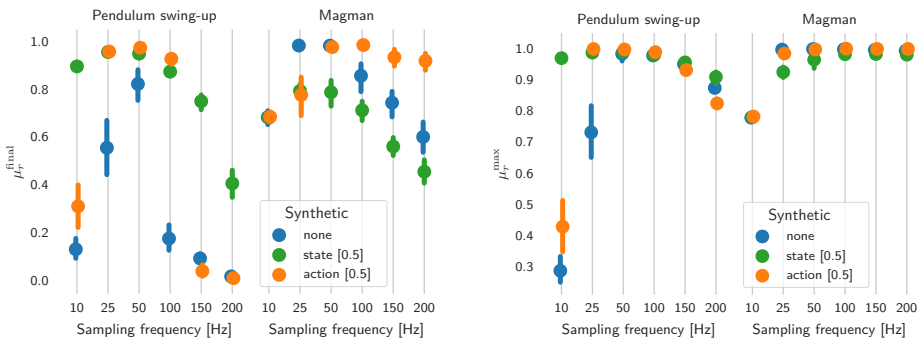 Pendulum swing-up Magman
1.0
0.8
0.6
0.4
0.2
0.0
μ_r^final
Synthetic
none
state [0.5]
action [0.5]
10 25 50 100 150 200 10 25 50 100 150 200
Sampling frequency [Hz] Sampling frequency [Hz]
Pendulum swing-up Magman
1.0
0.9
0.8
0.7
0.6
0.5
0.4
0.3
μ_r^max
Synthetic
none
state [0.5]
action [0.5]
10 25 50 100 150 200 10 25 50 100 150 200
Sampling frequency [Hz] Sampling frequency [Hz]